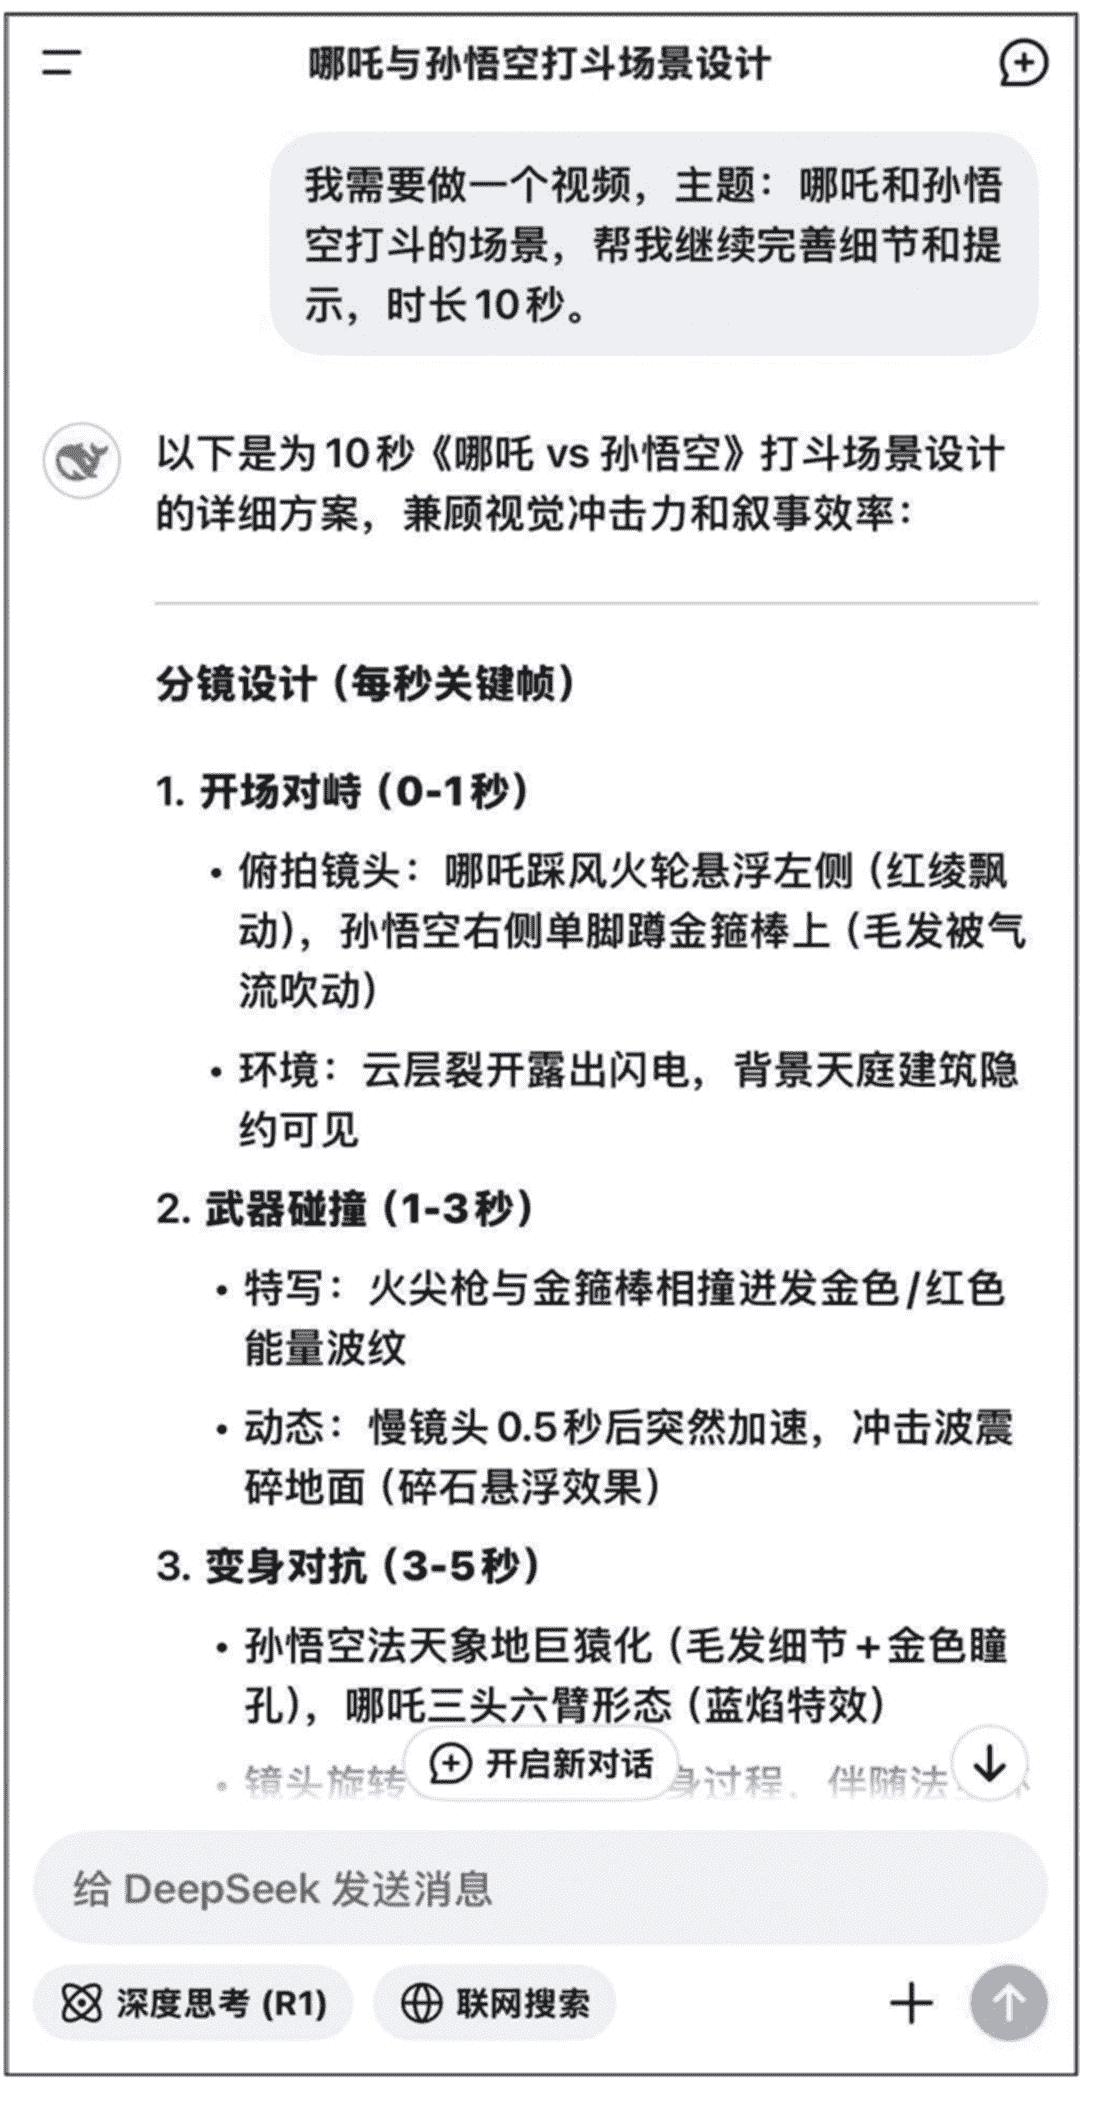 哪吒与孙悟空打斗场景设计
我需要做一个视频，主题：哪吒和孙悟
空打斗的场景，帮我继续完善细节和提
示，时长10秒。
以下是为10秒《哪吒 vs 孙悟空》打斗场景设计
的详细方案，兼顾视觉冲击力和叙事效率：
分镜设计（每秒关键帧）
1. 开场对峙（0-1秒）
• 俯拍镜头：哪吒踩风火轮悬浮左侧（红绫飘
动），孙悟空右侧单脚蹲金箍棒上（毛发被气
流吹动）
• 环境：云层裂开露出闪电，背景天庭建筑隐
约可见
2. 武器碰撞（1-3秒）
• 特写：火尖枪与金箍棒相撞迸发金色/红色
能量波纹
• 动态：慢镜头0.5秒后突然加速，冲击波震
碎地面（碎石悬浮效果）
3. 变身对抗（3-5秒）
• 孙悟空法天象地巨猿化（毛发细节+金色瞳
孔），哪吒三头六臂形态（蓝焰特效）
• 镜头旋转 身过程，伴随法
开启新对话
给 DeepSeek 发送消息
深度思考 (R1) 联网搜索